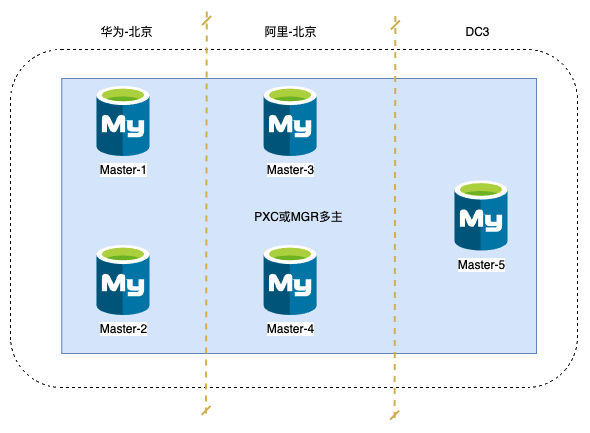 华为-北京
阿里-北京
DC3
My
Master-1
My
Master-3
PXC或MGR多主
My
Master-5
My
Master-2
My
Master-4